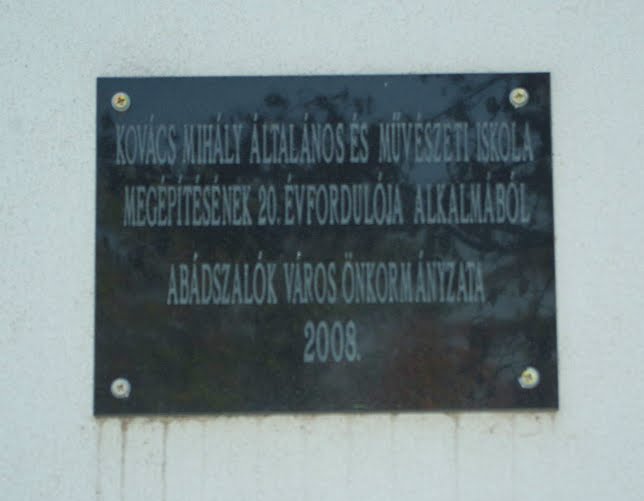 KOVÁCS MIHÁLY ÁLTALÁNOS ÉS MŰVÉSZETI ISKOLA
MEGÉPÍTÉSÉNEK 20. ÉVFORDULÓJA ALKALMÁBÓL
ABÁDSZALÓK VÁROS ÖNKORMÁNYZATA
2008.